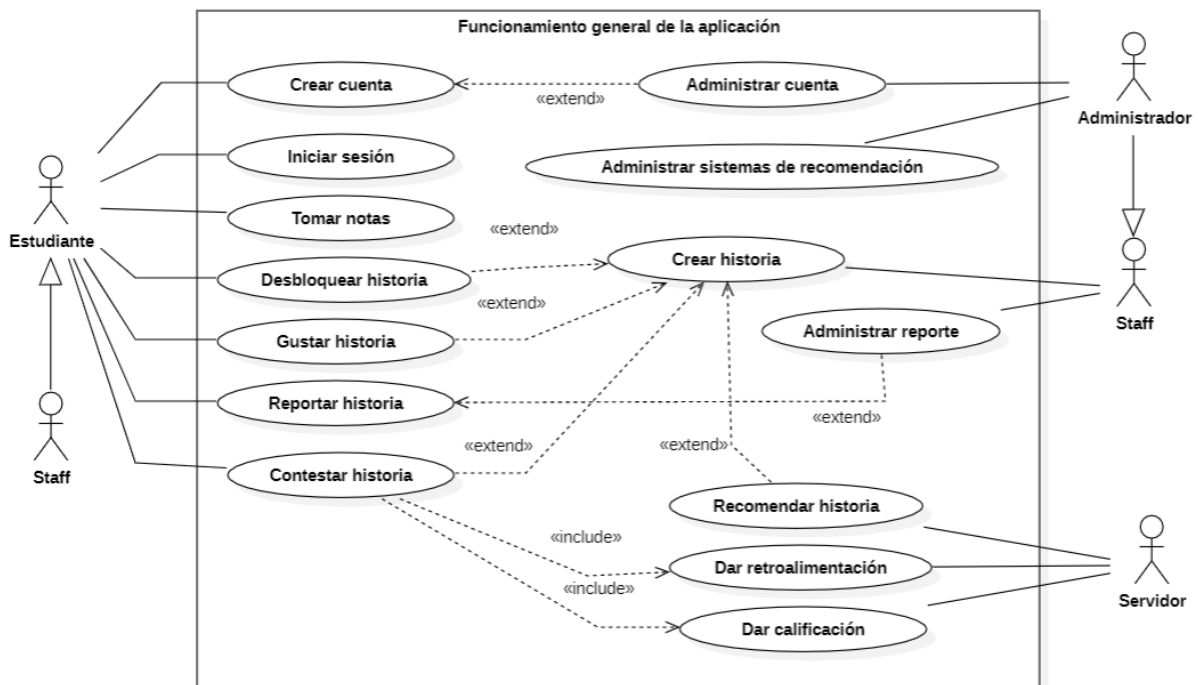 Funcionamiento general de la aplicación
Crear cuenta
«extend»
Administrar cuenta
Administrador
Iniciar sesión
Administrar sistemas de recomendación
Tomar notas
Estudiante
«extend»
Crear historia
Desbloquear historia
«extend»
Staff
Gustar historia
Administrar reporte
Reportar historia
«extend»
Staff
«extend»
«extend»
Contestar historia
Recomendar historia
«include»
Dar retroalimentación
«include»
Servidor
Dar calificación